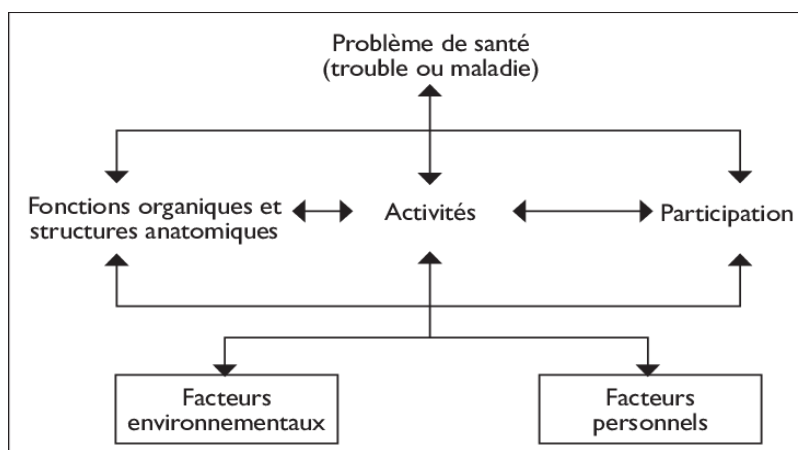 Problème de santé
(trouble ou maladie)
Fonctions organiques et
structures anatomiques
Activités
Participation
Facteurs
environnementaux
Facteurs
personnels